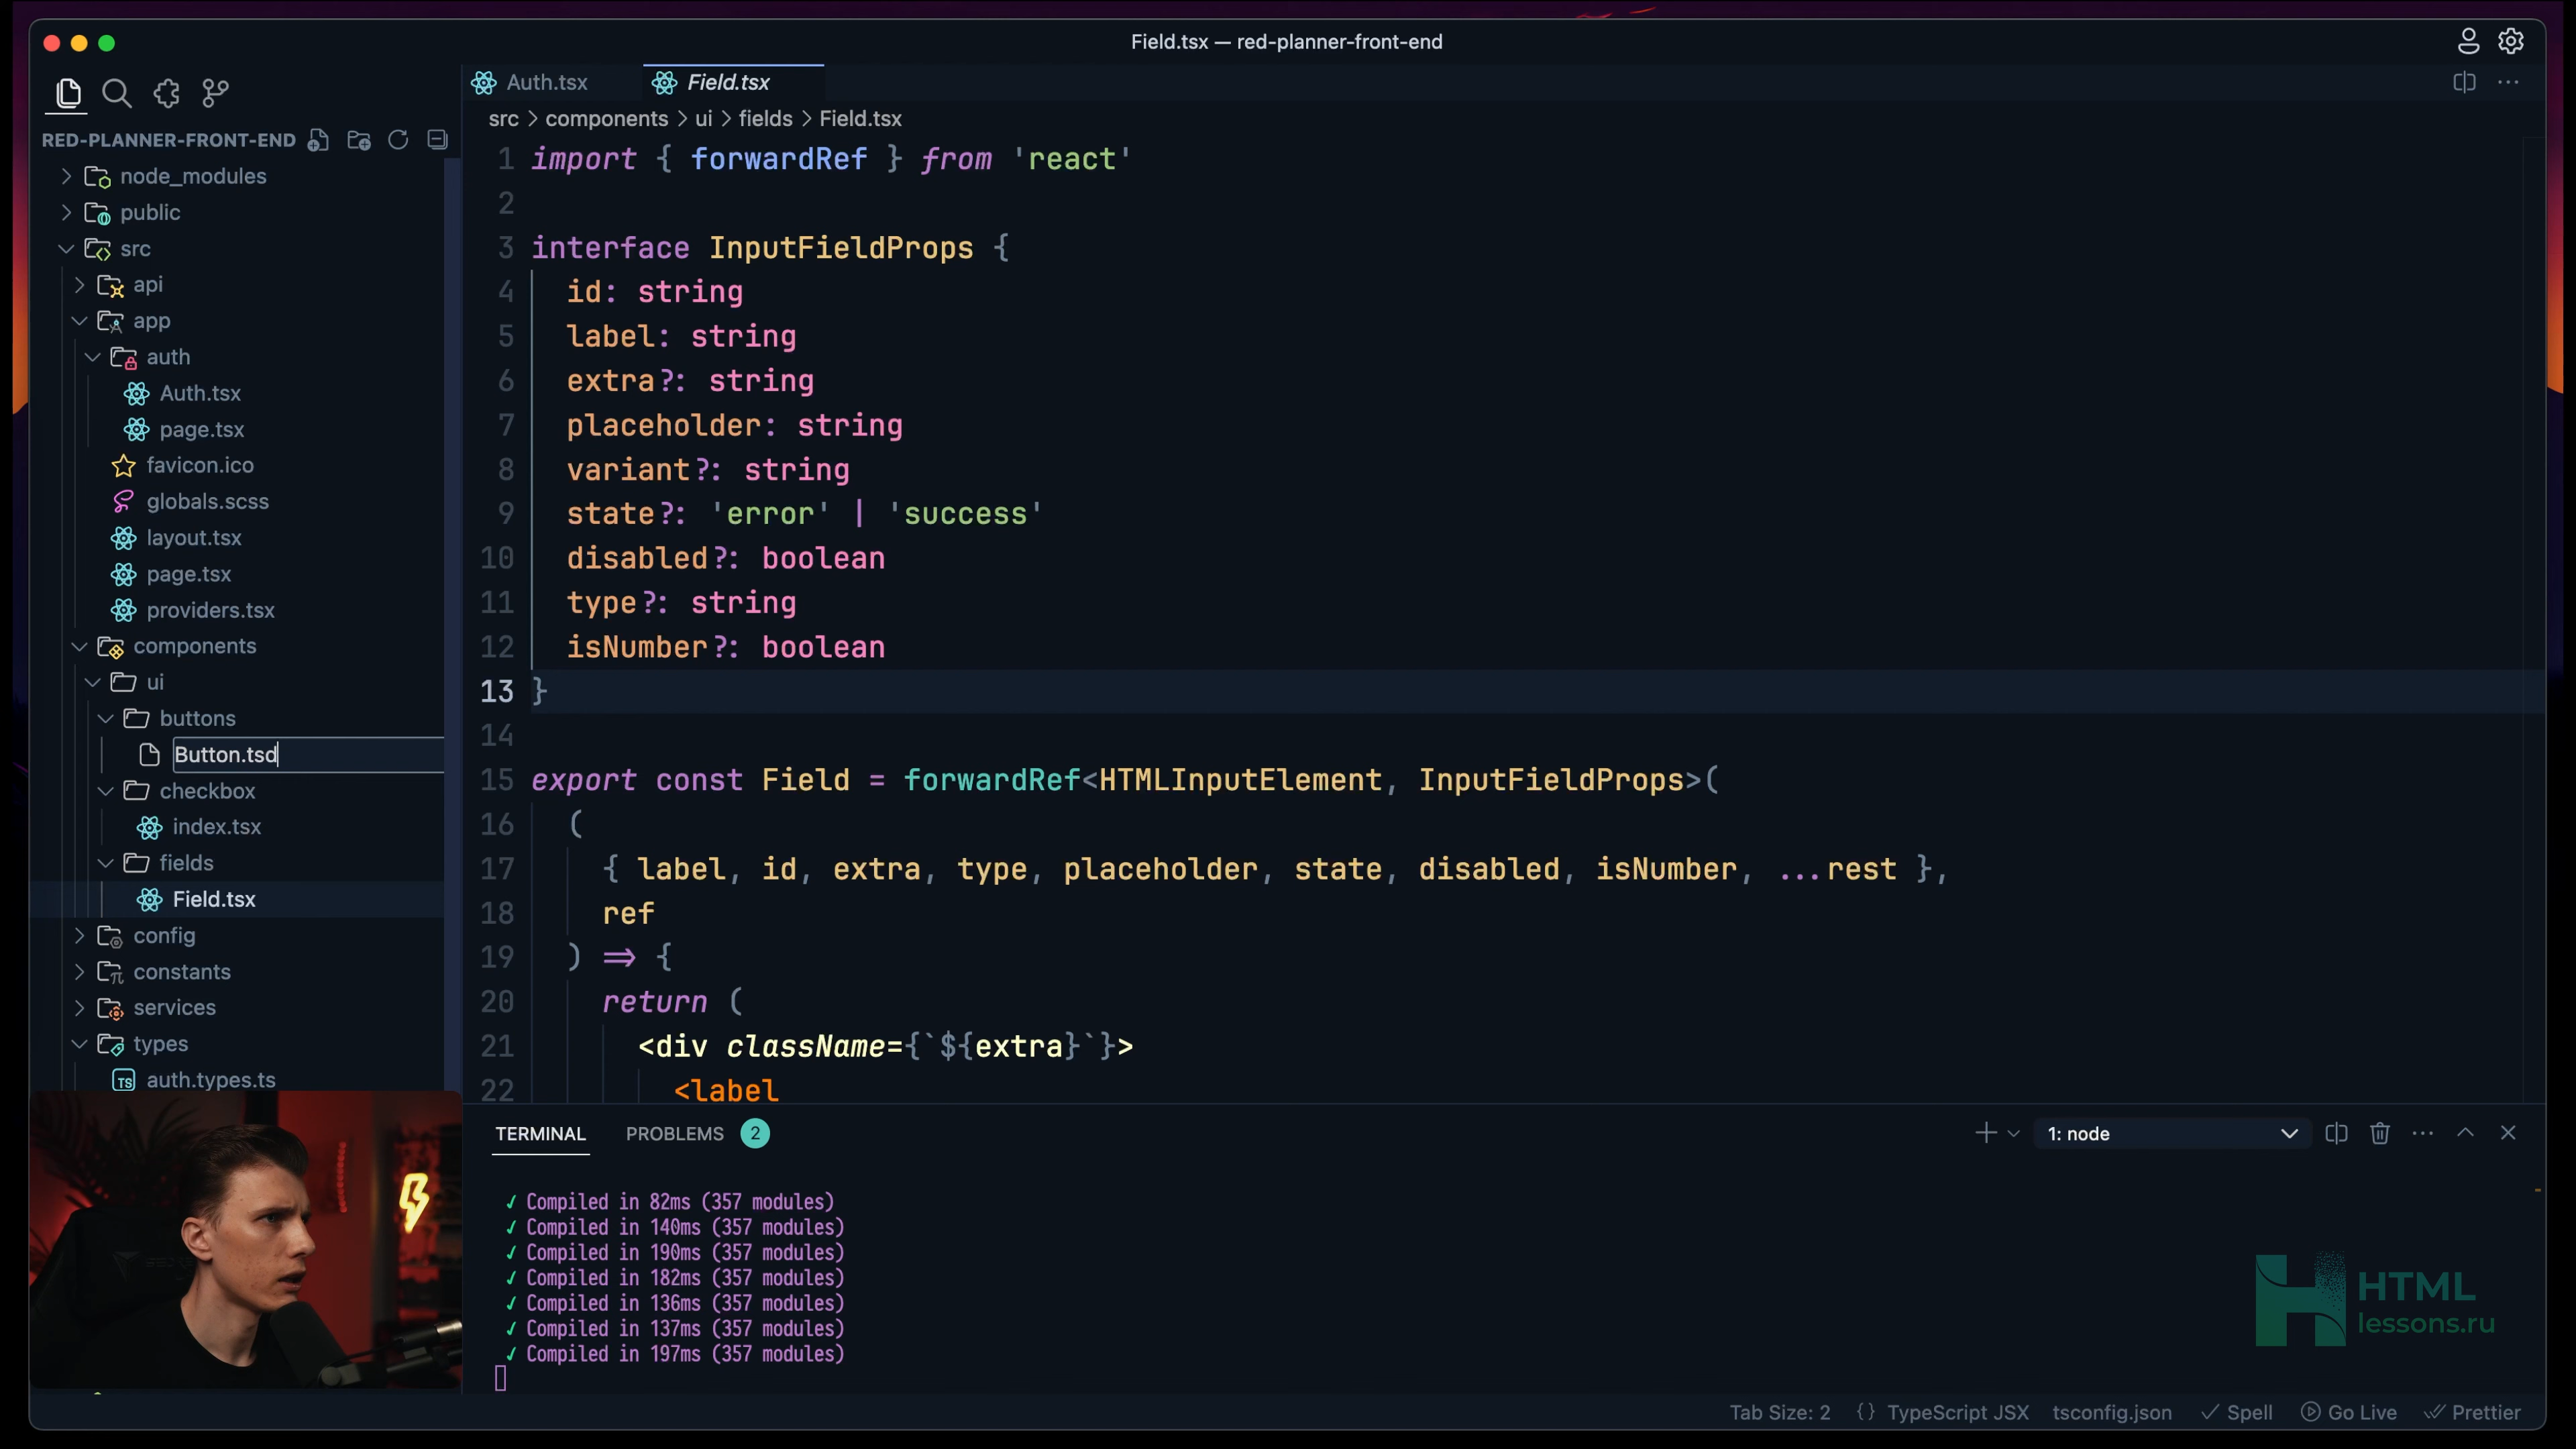 Field.tsx — red-planner-front-end
RED-PLANNER-FRONT-END
node_modules
public
src
api
app
auth
Auth.tsx
page.tsx
favicon.ico
globals.scss
layout.tsx
page.tsx
providers.tsx
components
ui
buttons
Button.tsd
checkbox
index.tsx
fields
Field.tsx
config
constants
services
types
TS auth.types.ts
Auth.tsx
Field.tsx
src > components > ui > fields > Field.tsx
1 import { forwardRef } from 'react'
2
3 interface InputFieldProps {
4 id: string
5 label: string
6 extra?: string
7 placeholder: string
8 variant?: string
9 state?: 'error' | 'success'
10 disabled?: boolean
11 type?: string
12 isNumber?: boolean
13 }
14
15 export const Field = forwardRef<HTMLInputElement, InputFieldProps>(
16 (
17 { label, id, extra, type, placeholder, state, disabled, isNumber, ...rest },
18 ref
19 ) => {
20 return (
21 <div className={`${extra}`}>
22 <label
TERMINAL PROBLEMS 2
1: node
✓ Compiled in 82ms (357 modules)
✓ Compiled in 140ms (357 modules)
✓ Compiled in 190ms (357 modules)
✓ Compiled in 182ms (357 modules)
✓ Compiled in 136ms (357 modules)
✓ Compiled in 137ms (357 modules)
✓ Compiled in 197ms (357 modules)
HTML
lessons.ru
Tab Size: 2 {} TypeScript JSX tsconfig.json ✓ Spell Go Live Prettier